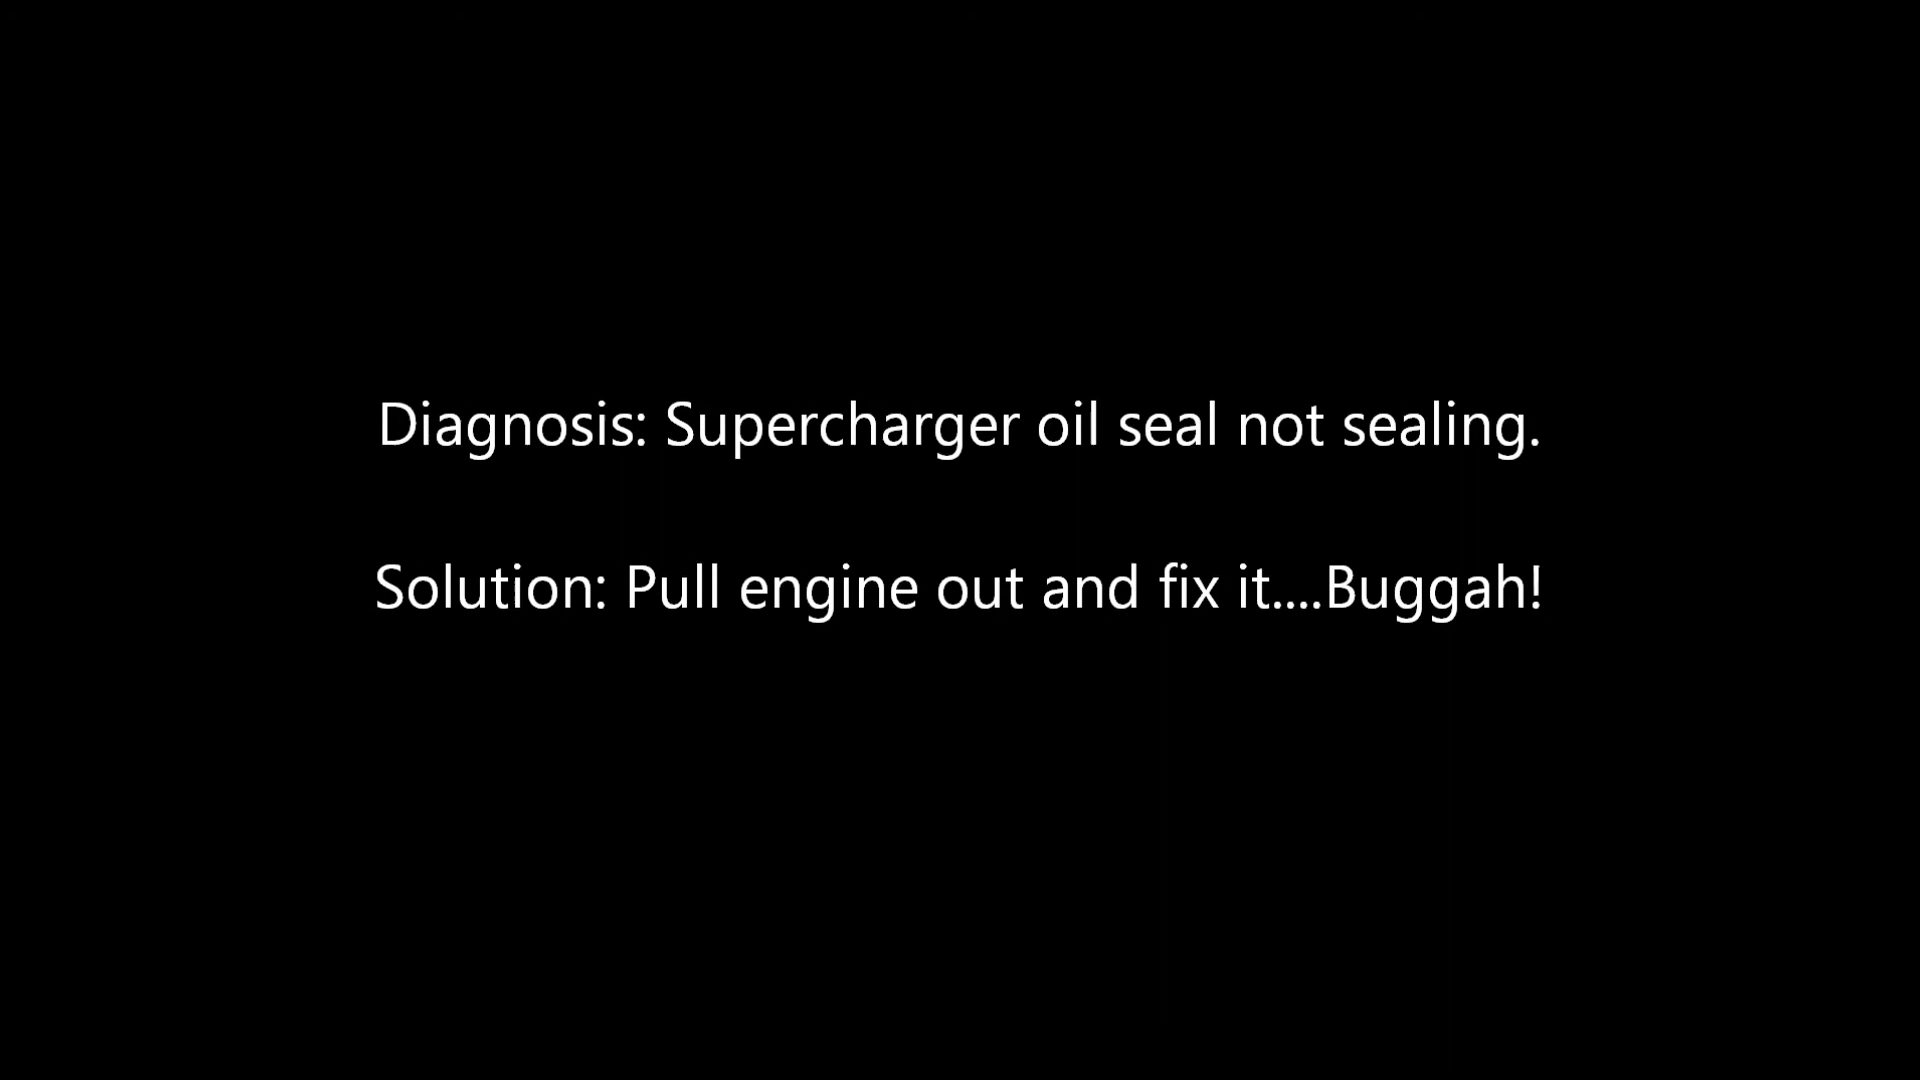 Diagnosis: Supercharger oil seal not sealing.
Solution: Pull engine out and fix it....Buggah!